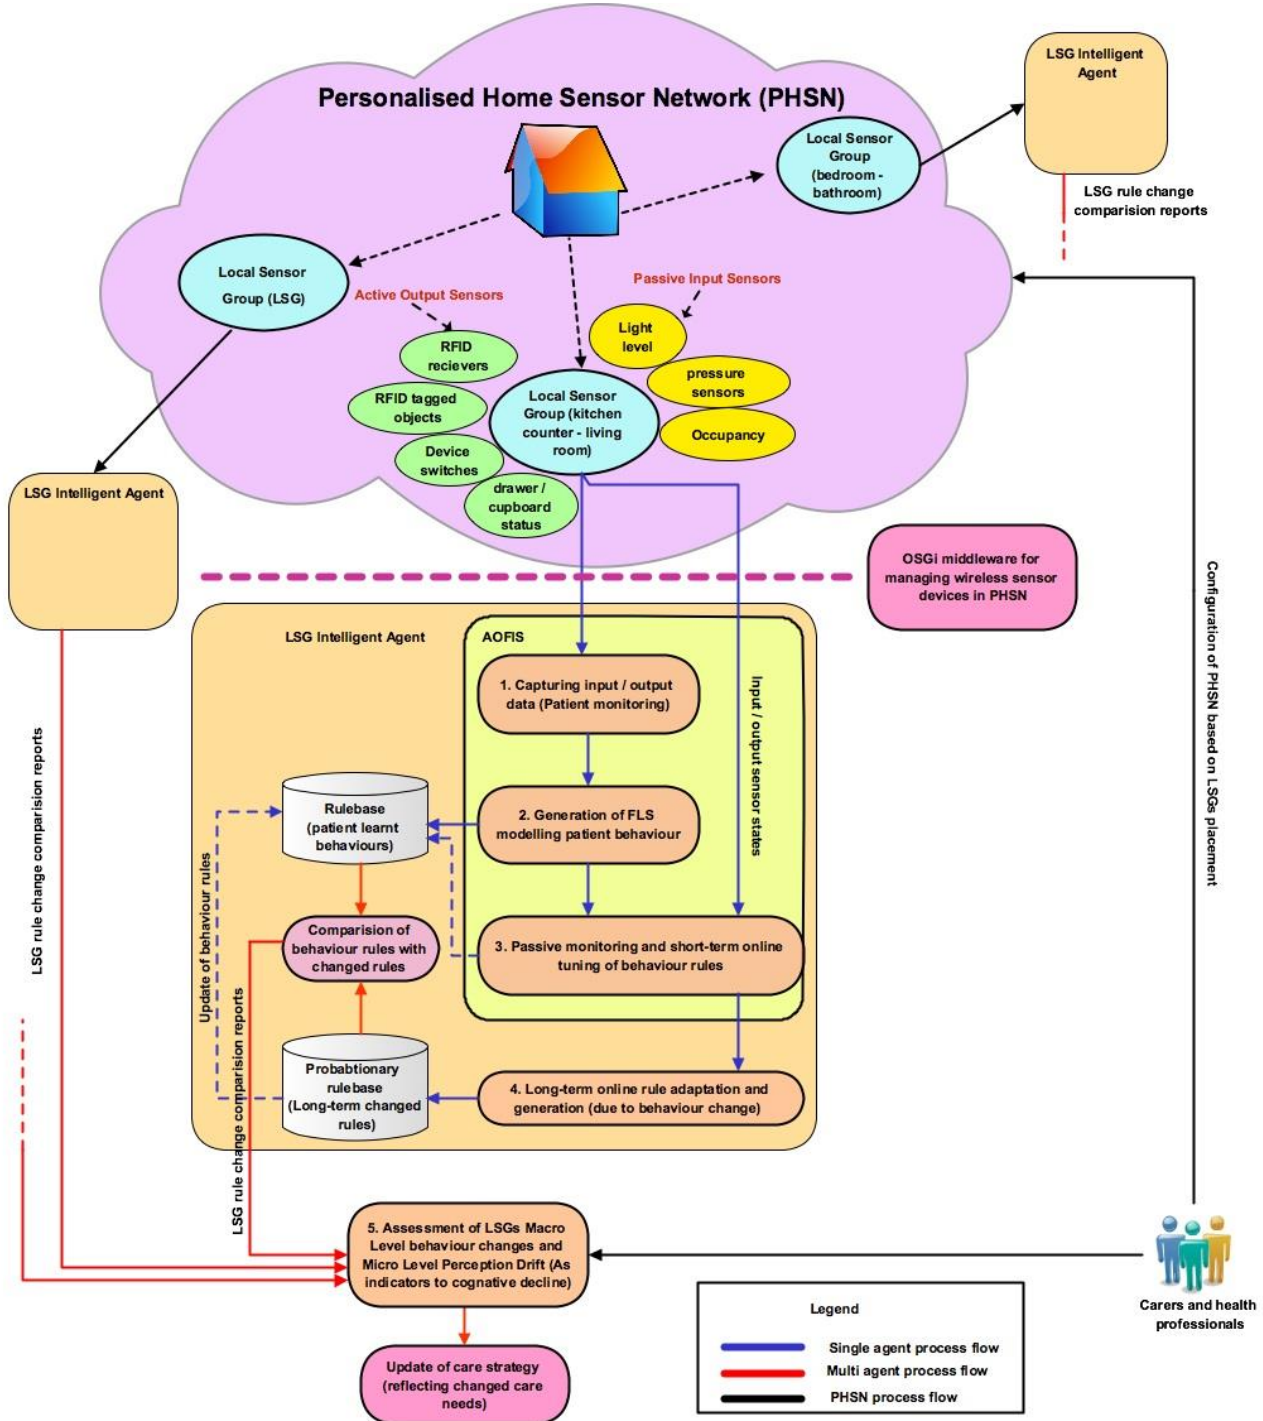 LSG Intelligent
Agent
Personalised Home Sensor Network (PHSN)
Local Sensor
Group
(bedroom -
bathroom)
LSG rule change
comparision reports
Local Sensor
Group (LSG)
Active Output Sensors
Passive Input Sensors
RFID
recievers
Light
level
RFID tagged
objects
pressure
sensors
Local Sensor
Group (kitchen
counter - living
room)
Device
switches
Occupancy
drawer /
cupboard
status
LSG Intelligent Agent
OSGi middleware for
managing wireless sensor
devices in PHSN
Configuration of PHSN based on LSGs placement
LSG Intelligent Agent
AOFIS
1. Capturing input / output
data (Patient monitoring)
Input / output sensor states
Rulebase
(patient learnt
behaviours)
2. Generation of FLS
modelling patient behaviour
LSG rule change comparision reports
Update of behaviour rules
Comparision of
behaviour rules with
changed rules
3. Passive monitoring and short-term online
tuning of behaviour rules
LSG rule change comparision reports
Probabtionary
rulebase
(Long-term changed
rules)
4. Long-term online rule adaptation and
generation (due to behaviour change)
5. Assessment of LSGs Macro
Level behaviour changes and
Micro Level Perception Drift (As
indicators to cognative decline)
Carers and health
professionals
Update of care strategy
(reflecting changed care
needs)
Legend
Single agent process flow
Multi agent process flow
PHSN process flow